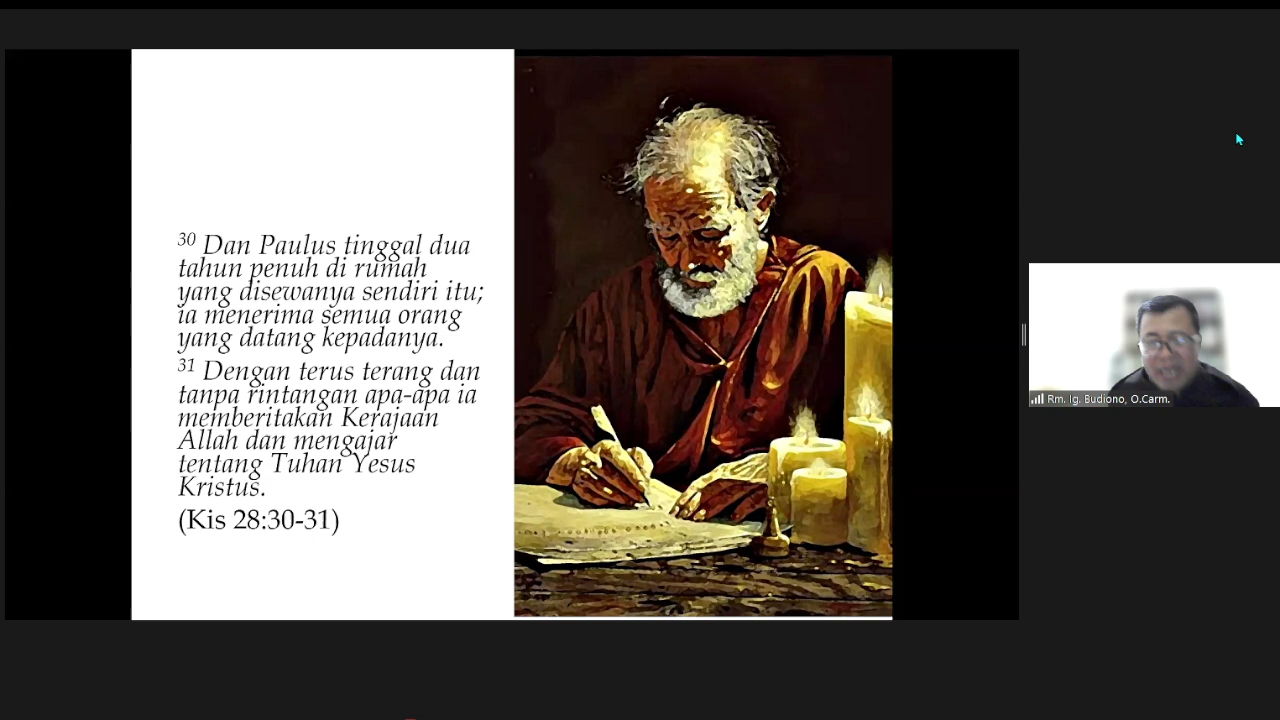 30 Dan Paulus tinggal dua
tahun penuh di rumah
yang disewanya sendiri itu;
ia menerima semua orang
yang datang kepadanya.
31 Dengan terus terang dan
tanpa rintangan apa-apa ia
memberitakan Kerajaan
Allah dan mengajar
tentang Tuhan Yesus
Kristus.
(Kis 28:30-31)
Rm. Ig. Budiono, O.Carm.